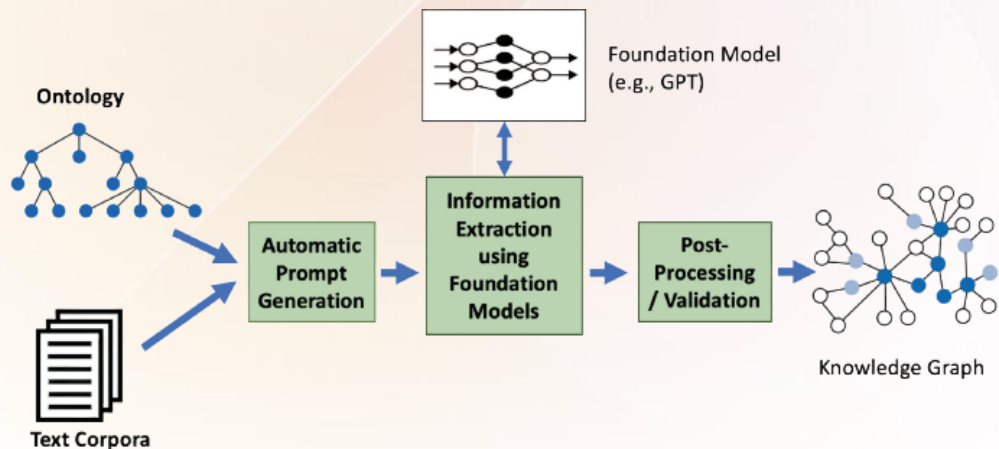 Foundation Model
(e.g., GPT)
Ontology
Automatic
Prompt
Generation
Information
Extraction
using
Foundation
Models
Post-
Processing
/ Validation
Knowledge Graph
Text Corpora